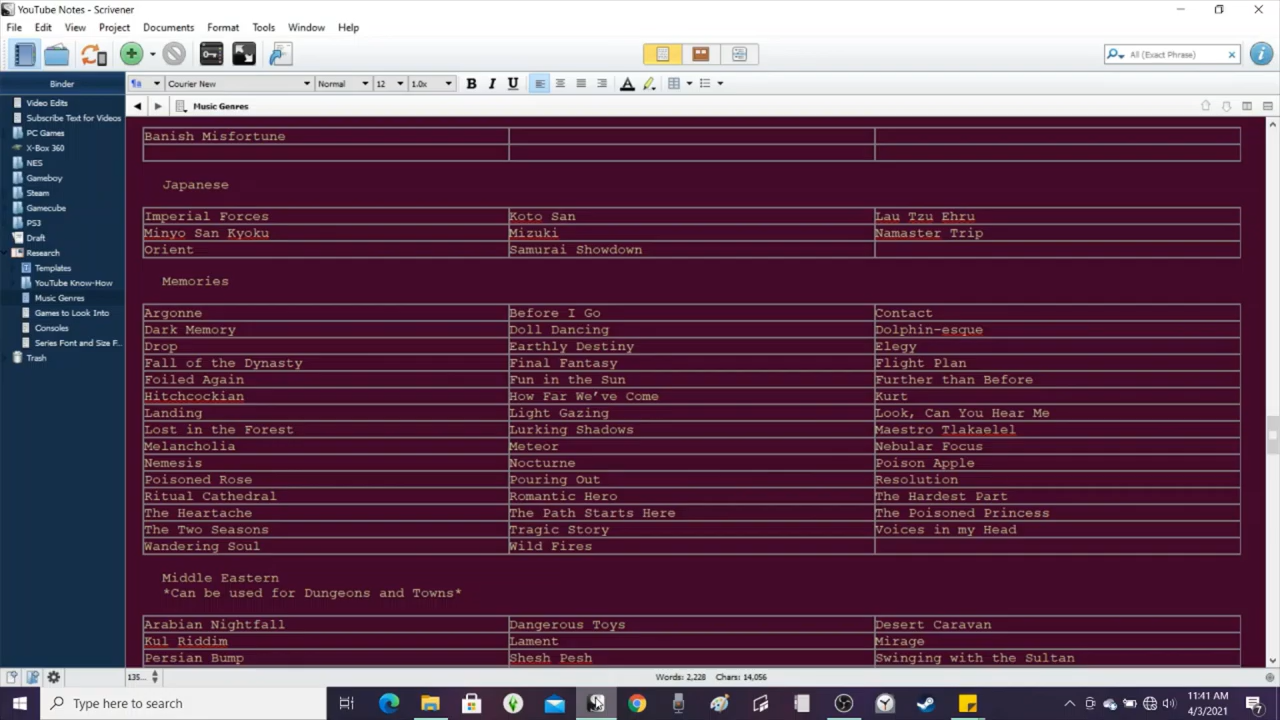 YouTube Notes - Scrivener
File Edit View Project Documents Format Tools Window Help
All (Exact Phrase)
Binder
Courier New Normal 12 1.0x B I U A
Video Edits
Subscribe Text for Videos
PC Games
X-Box 360
NES
Gameboy
Steam
Gamecube
PS3
Draft
Research
Templates
YouTube Know-How
Music Genres
Games to Look Into
Consoles
Series Font and Size F...
Trash
Music Genres
Banish Misfortune
Japanese
Imperial Forces Koto San Lau Tzu Ehru
Minyo San Kyoku Mizuki Namaster Trip
Orient Samurai Showdown
Memories
Argonne Before I Go Contact
Dark Memory Doll Dancing Dolphin-esque
Drop Earthly Destiny Elegy
Fall of the Dynasty Final Fantasy Flight Plan
Foiled Again Fun in the Sun Further than Before
Hitchcockian How Far We've Come Kurt
Landing Light Gazing Look, Can You Hear Me
Lost in the Forest Lurking Shadows Maestro Tlakaelel
Melancholia Meteor Nebular Focus
Nemesis Nocturne Poison Apple
Poisoned Rose Pouring Out Resolution
Ritual Cathedral Romantic Hero The Hardest Part
The Heartache The Path Starts Here The Poisoned Princess
The Two Seasons Tragic Story Voices in my Head
Wandering Soul Wild Fires
Middle Eastern
*Can be used for Dungeons and Towns*
Arabian Nightfall Dangerous Toys Desert Caravan
Kul Riddim Lament Mirage
Persian Bump Shesh Pesh Swinging with the Sultan
135... Words: 2,228 Chars: 14,056
Type here to search
11:41 AM
4/3/2021
7